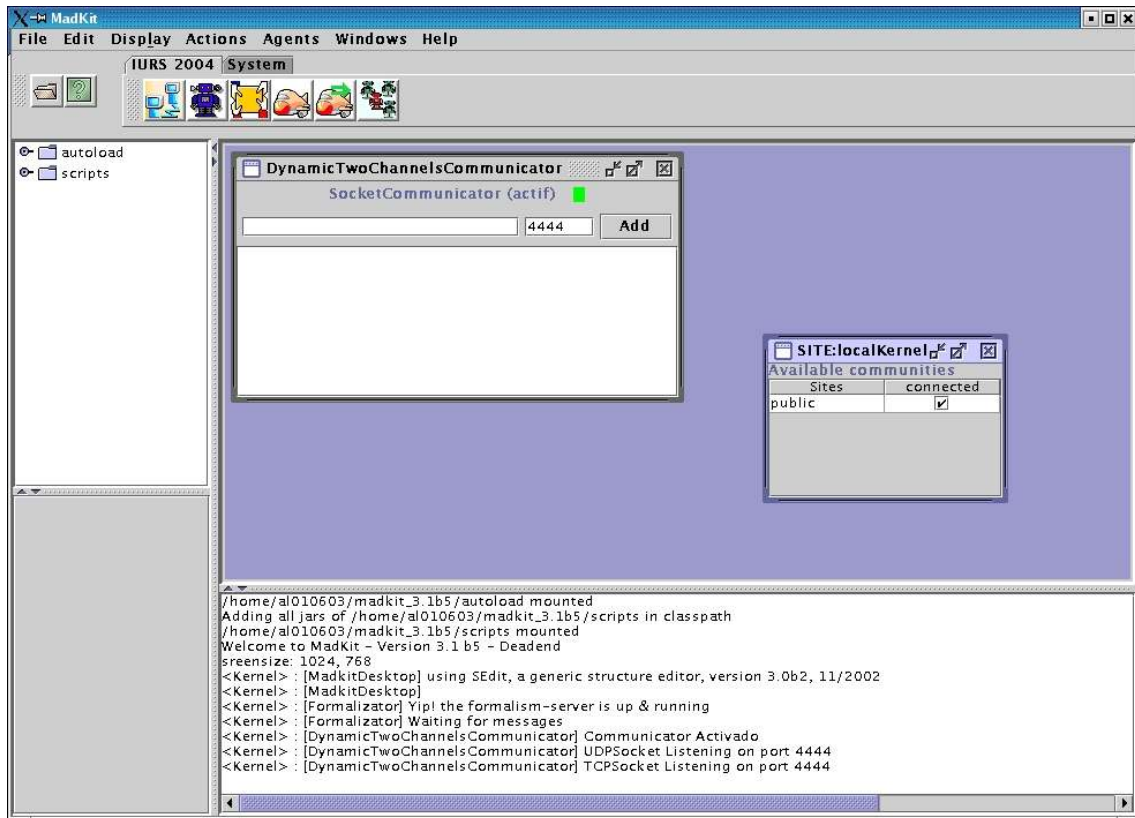 MadKit
File Edit Display Actions Agents Windows Help
IURS 2004 System
autoload
scripts
DynamicTwoChannelsCommunicator
SocketCommunicator (actif)
4444 Add
SITE:localKernel
Available communities
Sites connected
public
/home/al010603/madkit_3.1b5/autoload mounted
Adding all jars of /home/al010603/madkit_3.1b5/scripts in classpath
/home/al010603/madkit_3.1b5/scripts mounted
Welcome to MadKit - Version 3.1 b5 - Deadend
sreensize: 1024, 768
<Kernel> : [MadkitDesktop] using SEdit, a generic structure editor, version 3.0b2, 11/2002
<Kernel> : [MadkitDesktop]
<Kernel> : [Formalizator] Yip! the formalism-server is up & running
<Kernel> : [Formalizator] Waiting for messages
<Kernel> : [DynamicTwoChannelsCommunicator] Communicator Activado
<Kernel> : [DynamicTwoChannelsCommunicator] UDPSocket Listening on port 4444
<Kernel> : [DynamicTwoChannelsCommunicator] TCPSocket Listening on port 4444